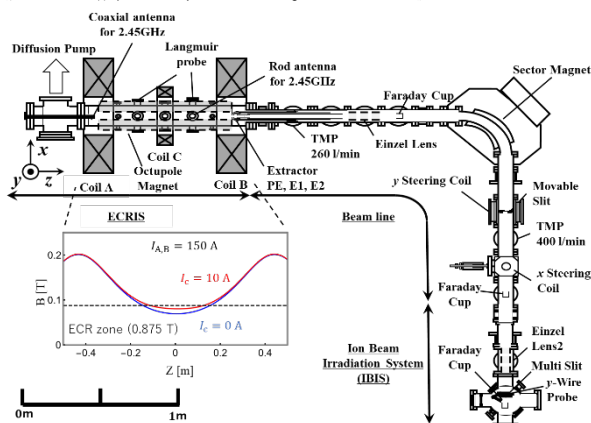 Coaxial antenna
for 2.45GHz
Diffusion Pump
Langmuir
probe
Rod antenna
for 2.45GHz
Faraday Cup
Sector Magnet
TMP
260 l/min
Einzel Lens
x
y
z
Coil C
Octupole
Magnet
Coil A
Coil B
Extractor
PE, E1, E2
ECRIS
Beam line
y Steering Coil
Movable
Slit
TMP
400 l/min
x Steering
Coil
Faraday
Cup
Ion Beam
Irradiation System
(IBIS)
Einzel
Lens2
Faraday
Cup
Multi Slit
y-Wire
Probe
B [T]
0.2
0.1
0
I_A,B = 150 A
I_c = 10 A
ECR zone (0.875 T)
I_c = 0 A
−0.4 −0.2 0.0 0.2 0.4
Z [m]
0m 1m